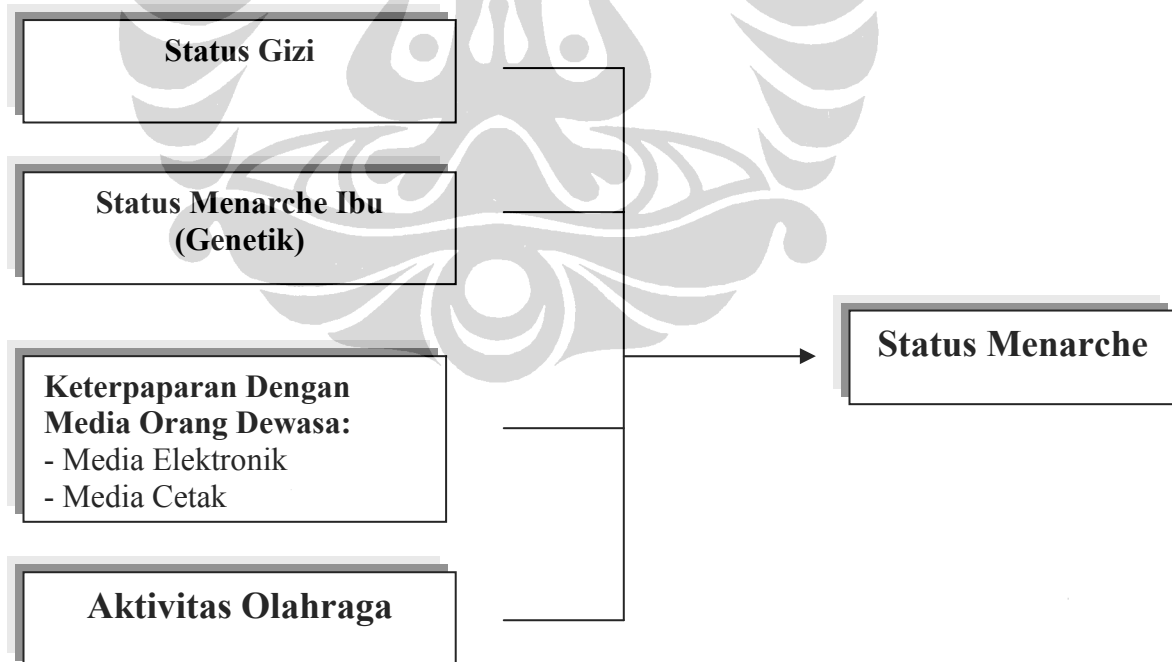 Status Gizi
Status Menarche Ibu
(Genetik)
Keterpaparan Dengan
Media Orang Dewasa:
- Media Elektronik
- Media Cetak
Aktivitas Olahraga
Status Menarche